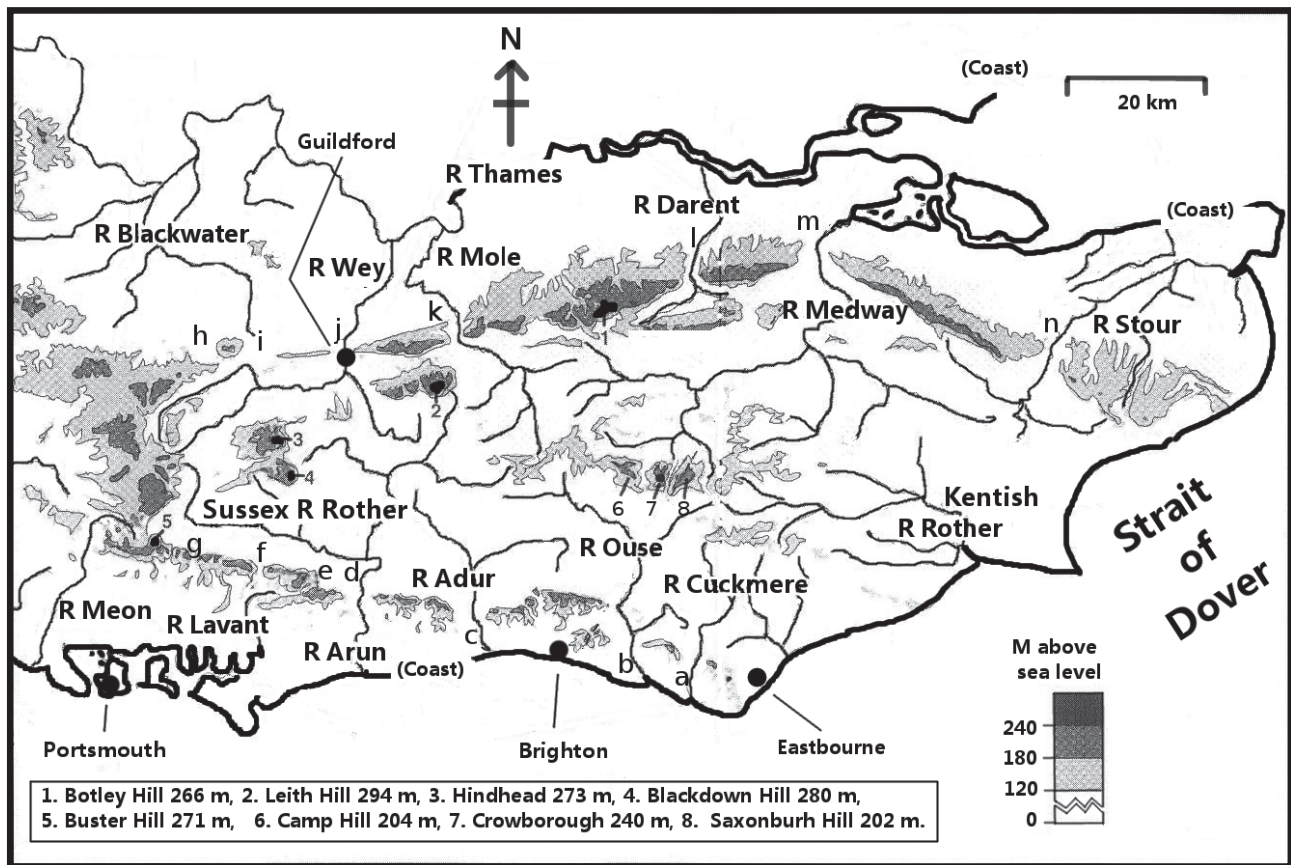 N
(Coast)
20 km
Guildford
R Thames
R Darent
(Coast)
R Blackwater
m
l
R Wey
R Mole
R Medway
k
j
h
i
n
R Stour
1
2
3
4
6
7
8
Sussex R Rother
Kentish
R Rother
Strait
of
Dover
5
g
f
e
d
R Ouse
R Adur
R Cuckmere
R Meon
R Lavant
c
R Arun
(Coast)
b
a
M above
sea level
240
180
120
0
Portsmouth
Brighton
Eastbourne
1. Botley Hill 266 m, 2. Leith Hill 294 m, 3. Hindhead 273 m, 4. Blackdown Hill 280 m,
5. Buster Hill 271 m, 6. Camp Hill 204 m, 7. Crowborough 240 m, 8. Saxonburh Hill 202 m.